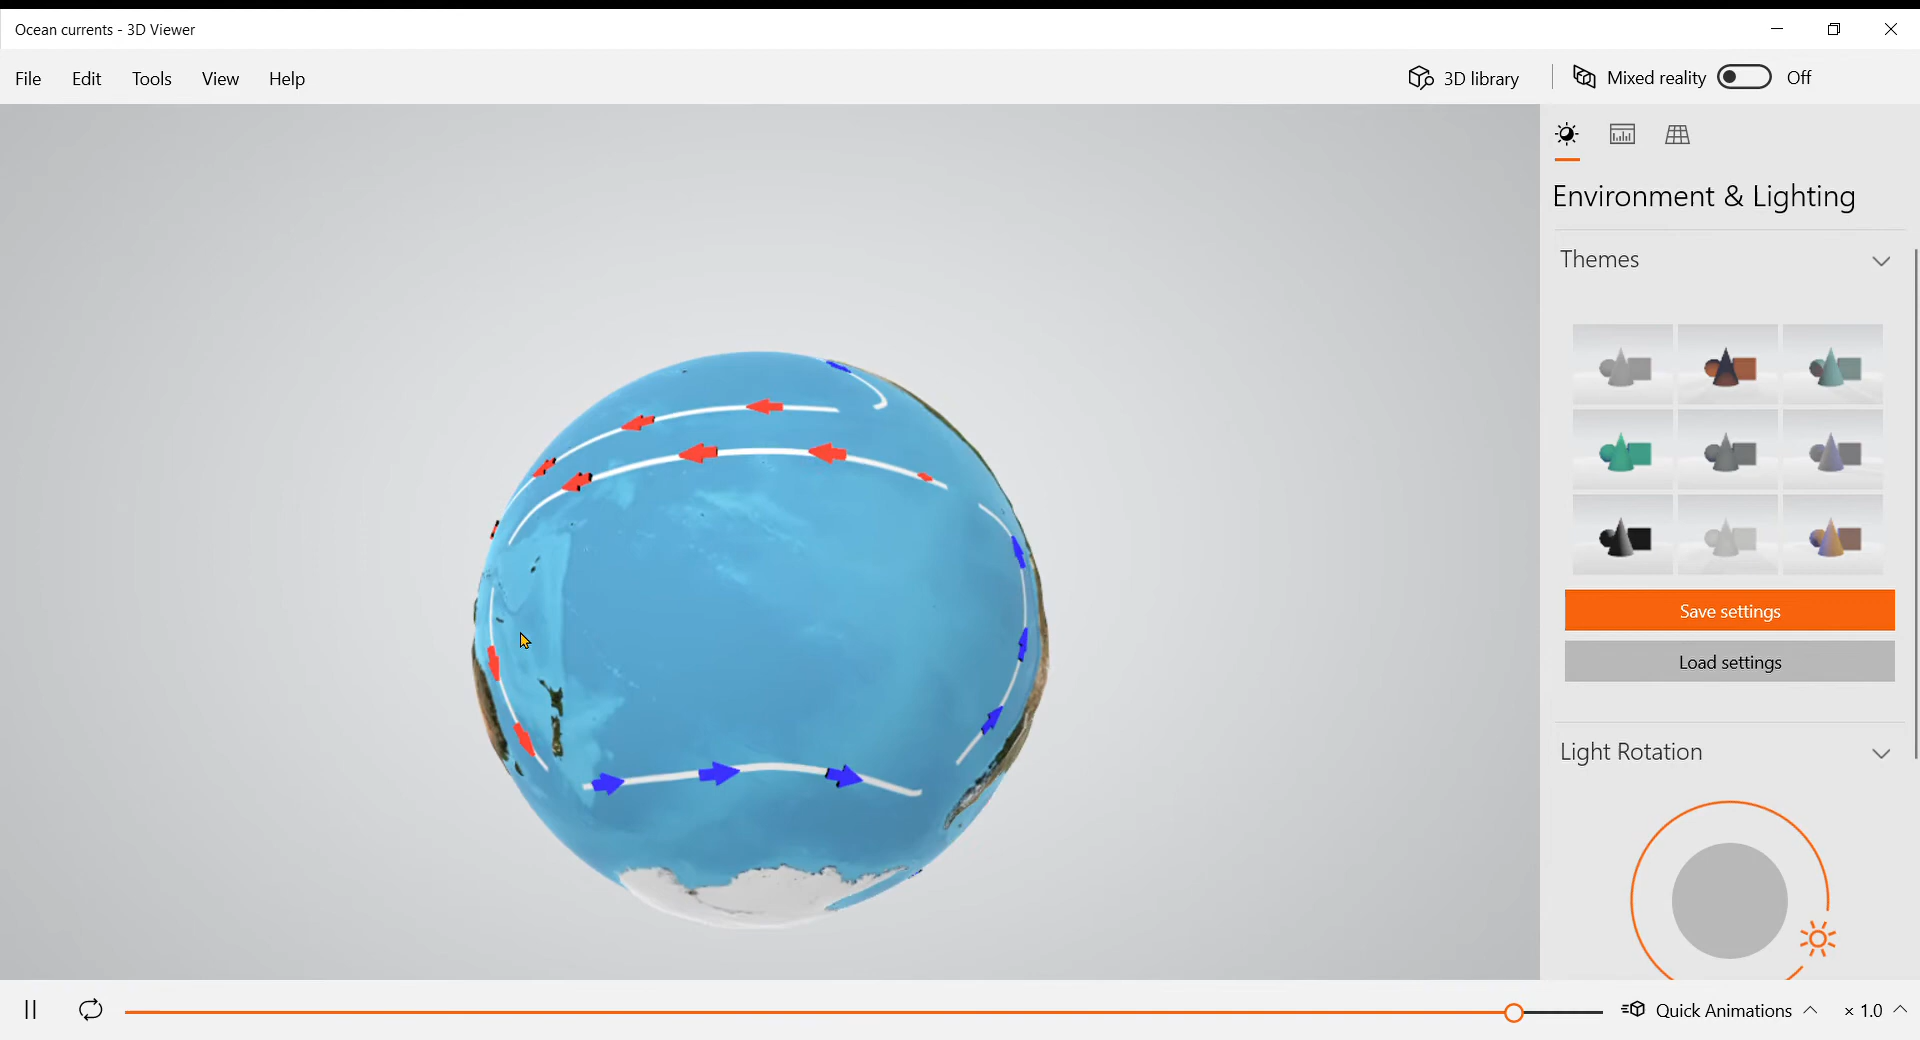 Ocean currents - 3D Viewer
File Edit Tools View Help
3D library
Mixed reality Off
Environment & Lighting
Themes
Save settings
Load settings
Light Rotation
Quick Animations × 1.0